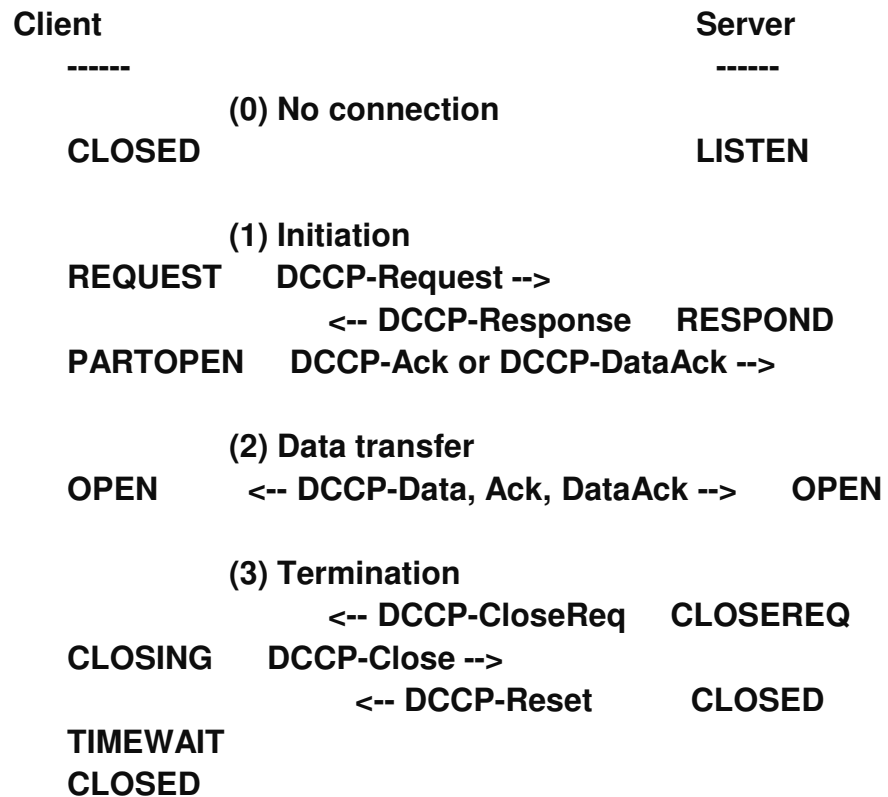 Client Server
------ ------
(0) No connection
CLOSED LISTEN
(1) Initiation
REQUEST DCCP-Request -->
<-- DCCP-Response RESPOND
PARTOPEN DCCP-Ack or DCCP-DataAck -->
(2) Data transfer
OPEN <-- DCCP-Data, Ack, DataAck --> OPEN
(3) Termination
<-- DCCP-CloseReq CLOSEREQ
CLOSING DCCP-Close -->
<-- DCCP-Reset CLOSED
TIMEWAIT
CLOSED